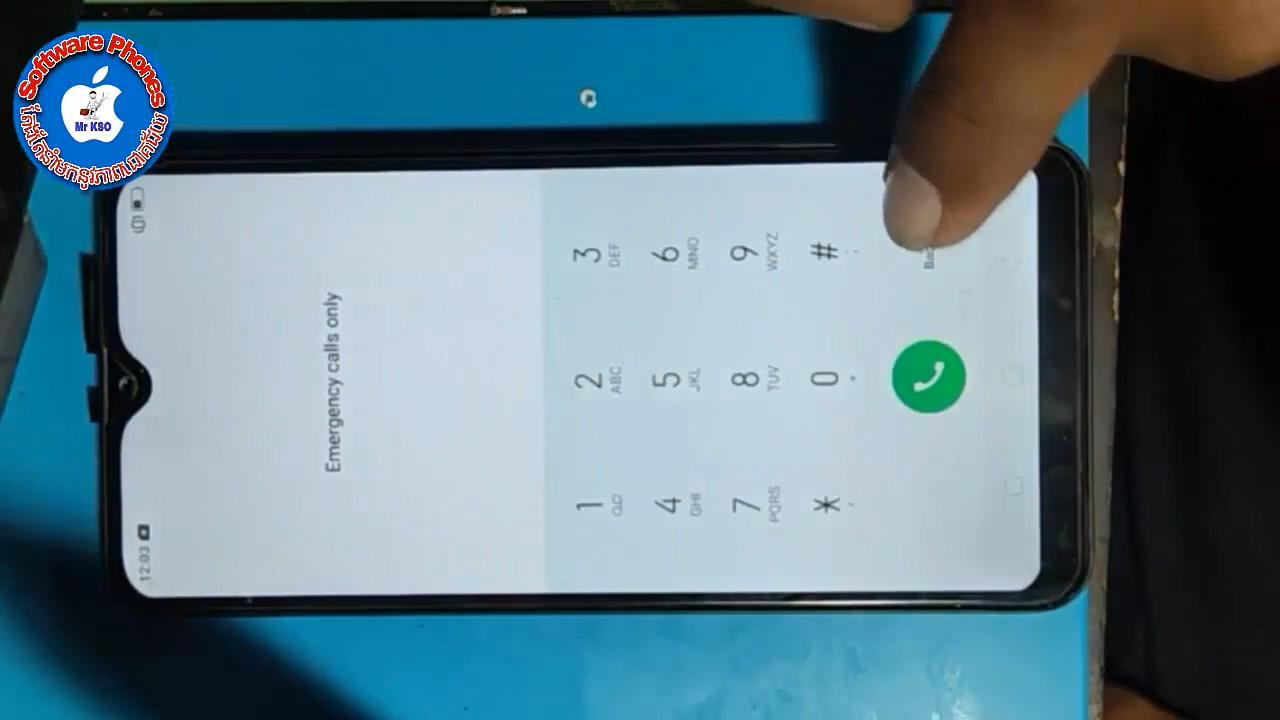 Software Phones
Mr KSO
12:03
Emergency calls only
1
2 ABC
3 DEF
4 GHI
5 JKL
6 MNO
7 PQRS
8 TUV
9 WXYZ
* ,
0 +
# ;